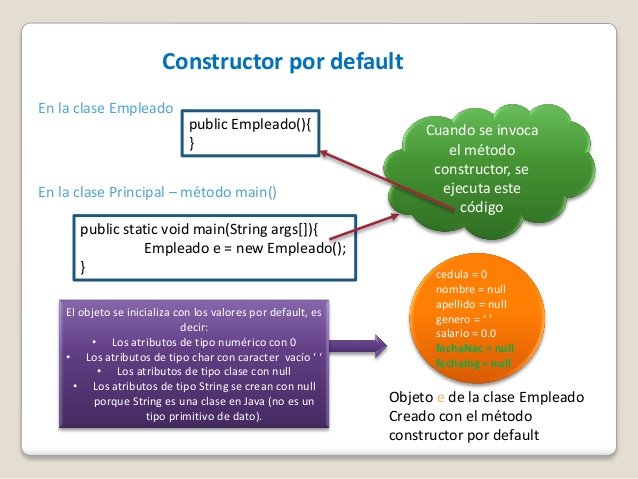 Constructor por default
En la clase Empleado
public Empleado(){
}
Cuando se invoca
el método
constructor, se
ejecuta este
código
En la clase Principal – método main()
public static void main(String args[]){
Empleado e = new Empleado();
}
El objeto se inicializa con los valores por default, es
decir:
• Los atributos de tipo numérico con 0
• Los atributos de tipo char con caracter vacío ‘ ‘
• Los atributos de tipo clase con null
• Los atributos de tipo String se crean con null
porque String es una clase en Java (no es un
tipo primitivo de dato).
cedula = 0
nombre = null
apellido = null
genero = ‘ ‘
salario = 0.0
fechaNac = null
fechaIng = null
Objeto e de la clase Empleado
Creado con el método
constructor por default